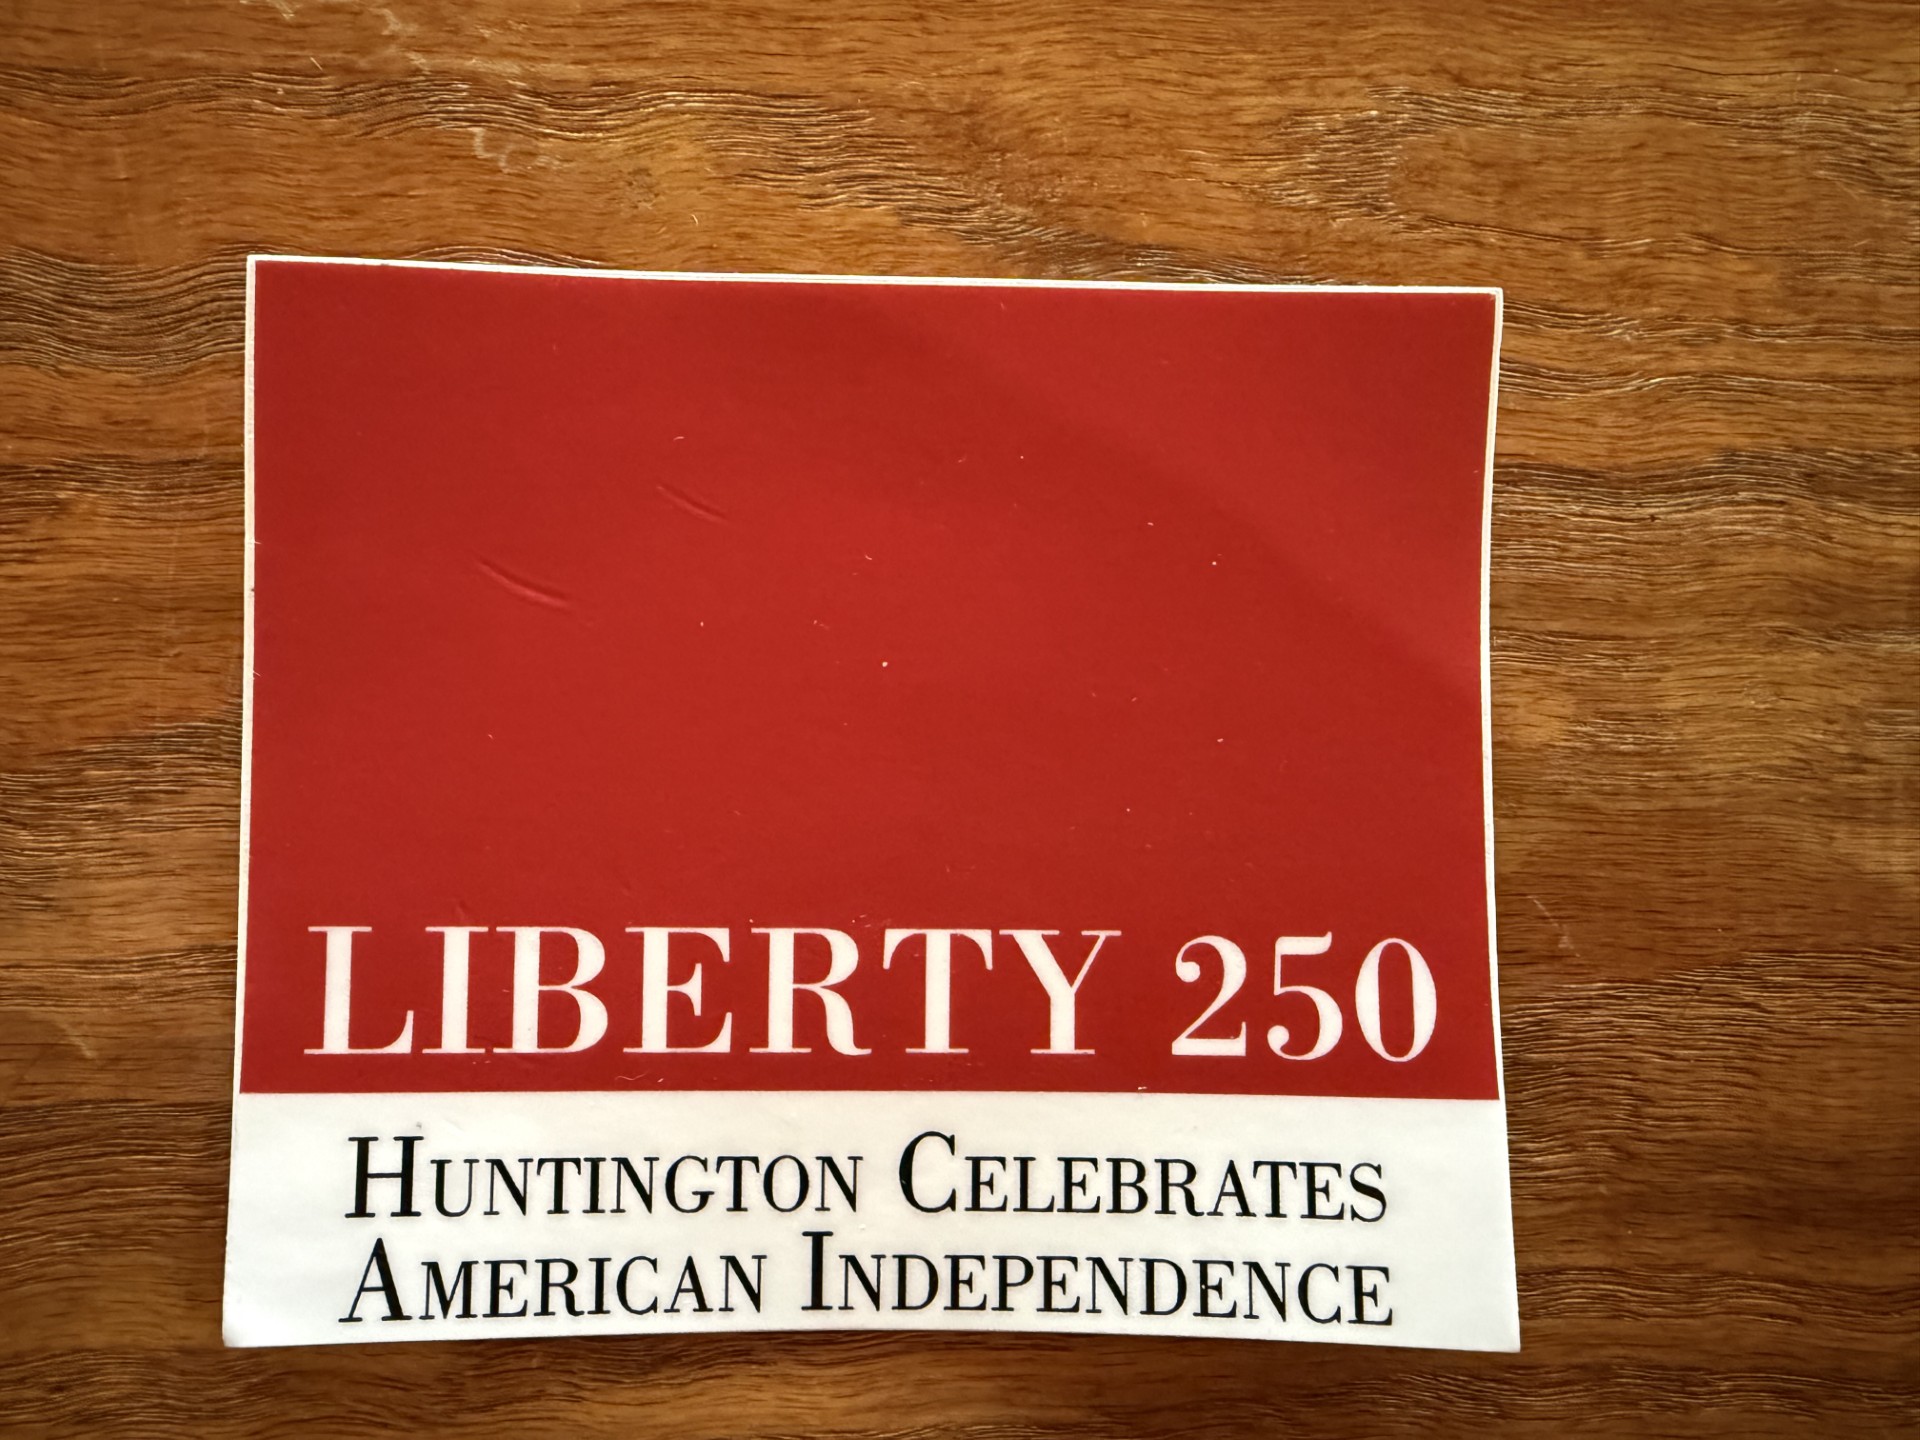 LIBERTY 250
HUNTINGTON CELEBRATES
AMERICAN INDEPENDENCE